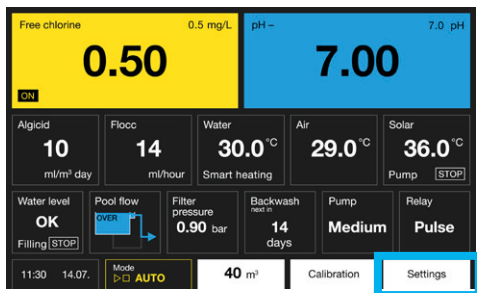 Free chlorine 0.5 mg/L
0.50
ON
pH – 7.0 pH
7.00
Algicid
10
ml/m³ day
Flocc
14
ml/hour
Water
30.0°C
Smart heating
Air
29.0°C
Solar
36.0°C
Pump STOP
Water level
OK
Filling STOP
Pool flow
OVER
Filter
pressure
0.90 bar
Backwash
next in
14
days
Pump
Medium
Relay
Pulse
11:30 14.07.
Mode
AUTO
40 m³
Calibration
Settings